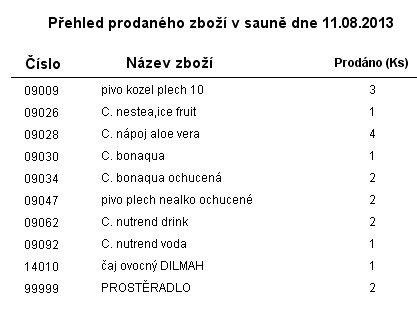 Přehled prodaného zboží v sauně dne 11.08.2013
Číslo Název zboží Prodáno (Ks)
09009 pivo kozel plech 10 3
09026 C. nestea,ice fruit 1
09028 C. nápoj aloe vera 4
09030 C. bonaqua 1
09034 C. bonaqua ochucená 2
09047 pivo plech nealko ochucené 2
09062 C. nutrend drink 2
09092 C. nutrend voda 1
14010 čaj ovocný DILMAH 1
99999 PROSTĚRADLO 2